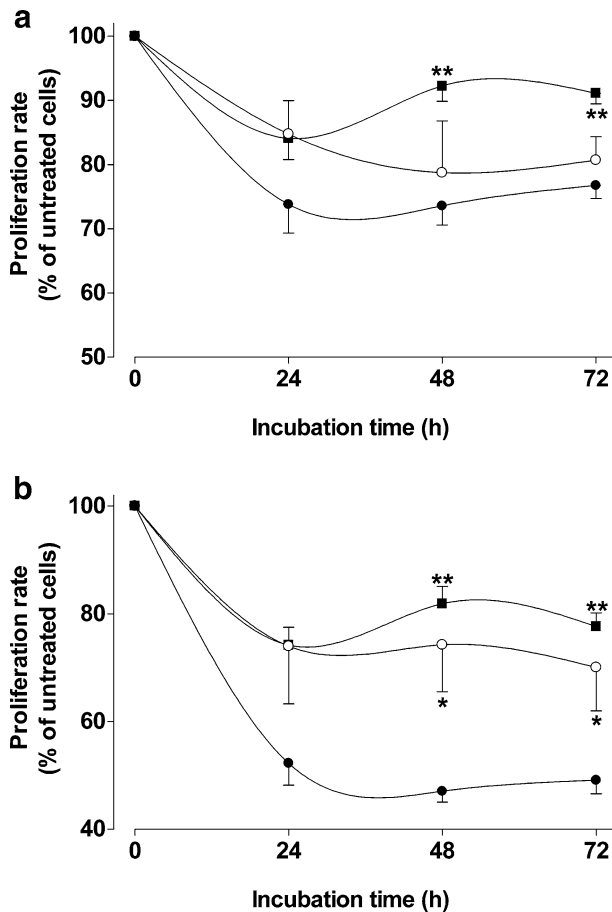 a
Proliferation rate
(% of untreated cells)
100
90
80
70
60
50
**
**
0 24 48 72
Incubation time (h)
b
Proliferation rate
(% of untreated cells)
100
80
60
40
** **
* *
0 24 48 72
Incubation time (h)